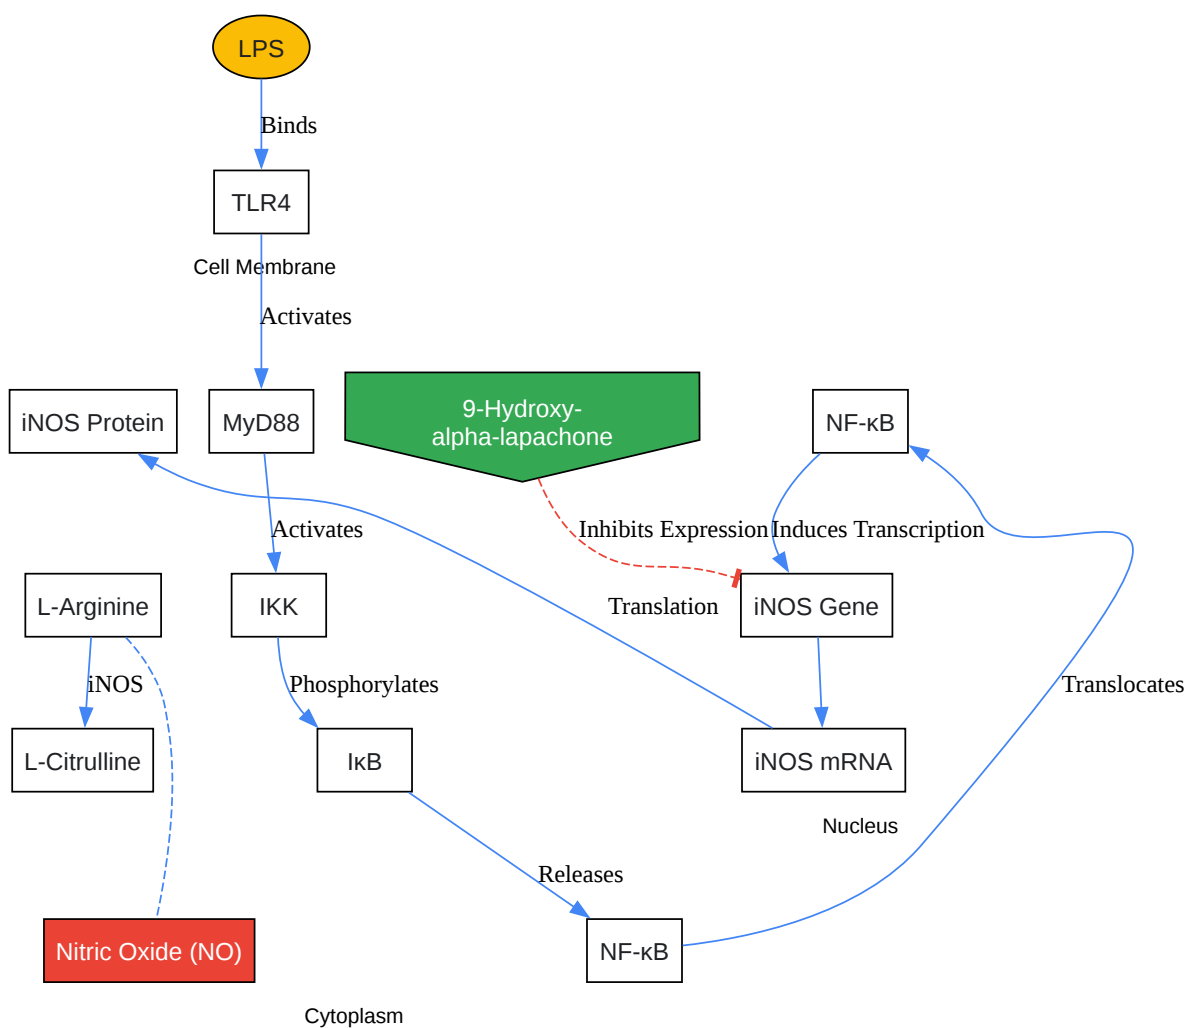 LPS
Binds
TLR4
Cell Membrane
Activates
iNOS Protein
MyD88
9-Hydroxy-
alpha-lapachone
NF-κB
Activates
Inhibits Expression
Induces Transcription
L-Arginine
IKK
Translation
iNOS Gene
iNOS
Phosphorylates
Translocates
L-Citrulline
IκB
iNOS mRNA
Nucleus
Releases
Nitric Oxide (NO)
NF-κB
Cytoplasm